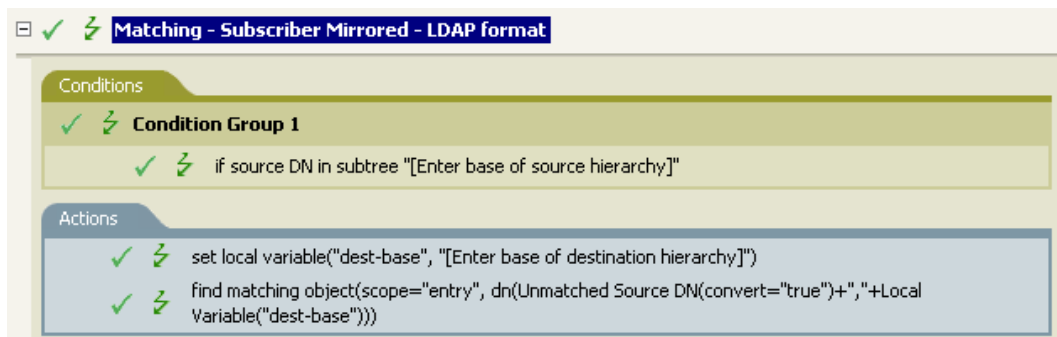 Matching - Subscriber Mirrored - LDAP format
Conditions
Condition Group 1
if source DN in subtree "[Enter base of source hierarchy]"
Actions
set local variable("dest-base", "[Enter base of destination hierarchy]")
find matching object(scope="entry", dn(Unmatched Source DN(convert="true")+","+Local
Variable("dest-base")))